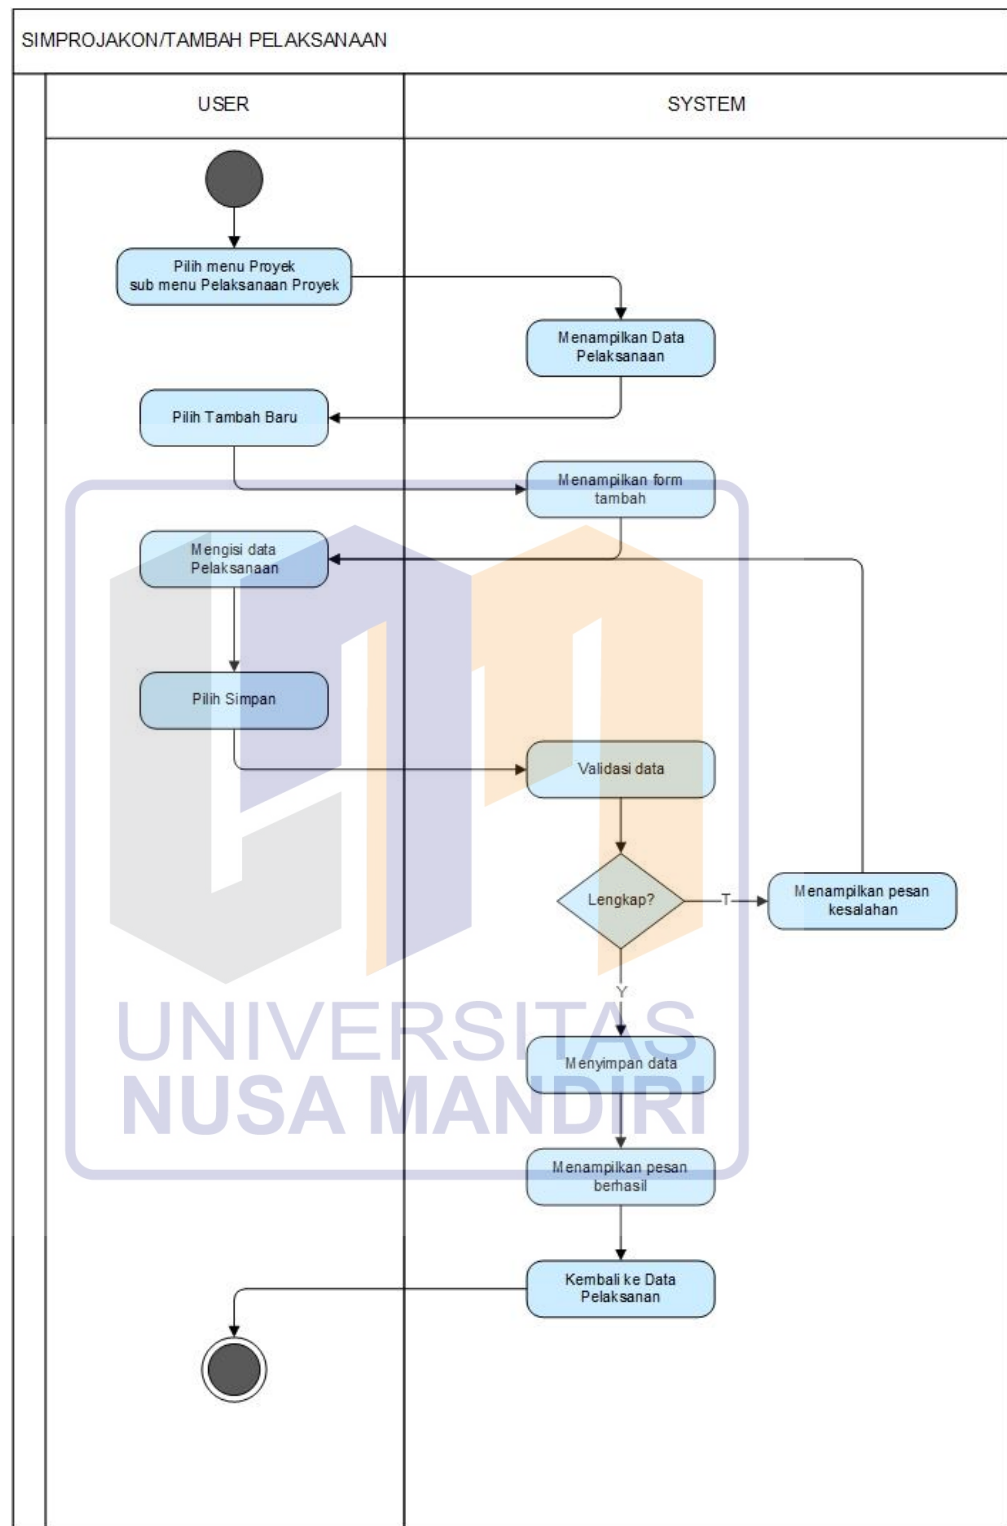 SIMPROJAKON/TAMBAH PELAKSANAAN
USER
SYSTEM
Pilih menu Proyek
sub menu Pelaksanaan Proyek
Menampilkan Data
Pelaksanaan
Pilih Tambah Baru
Menampilkan form
tambah
Mengisi data
Pelaksanaan
Pilih Simpan
Validasi data
Lengkap?
T
Menampilkan pesan
kesalahan
Y
Menyimpan data
Menampilkan pesan
berhasil
Kembali ke Data
Pelaksanan
UNIVERSITAS
NUSA MANDIRI